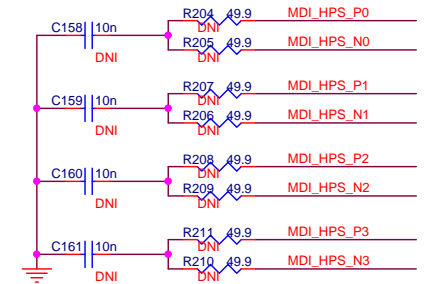 R204 49.9 MDI_HPS_P0
C158 10n
DNI
R205 49.9 MDI_HPS_N0
DNI
DNI
R207 49.9 MDI_HPS_P1
C159 10n
DNI
R206 49.9 MDI_HPS_N1
DNI
DNI
R208 49.9 MDI_HPS_P2
C160 10n
DNI
R209 49.9 MDI_HPS_N2
DNI
DNI
R211 49.9 MDI_HPS_P3
C161 10n
DNI
R210 49.9 MDI_HPS_N3
DNI
DNI